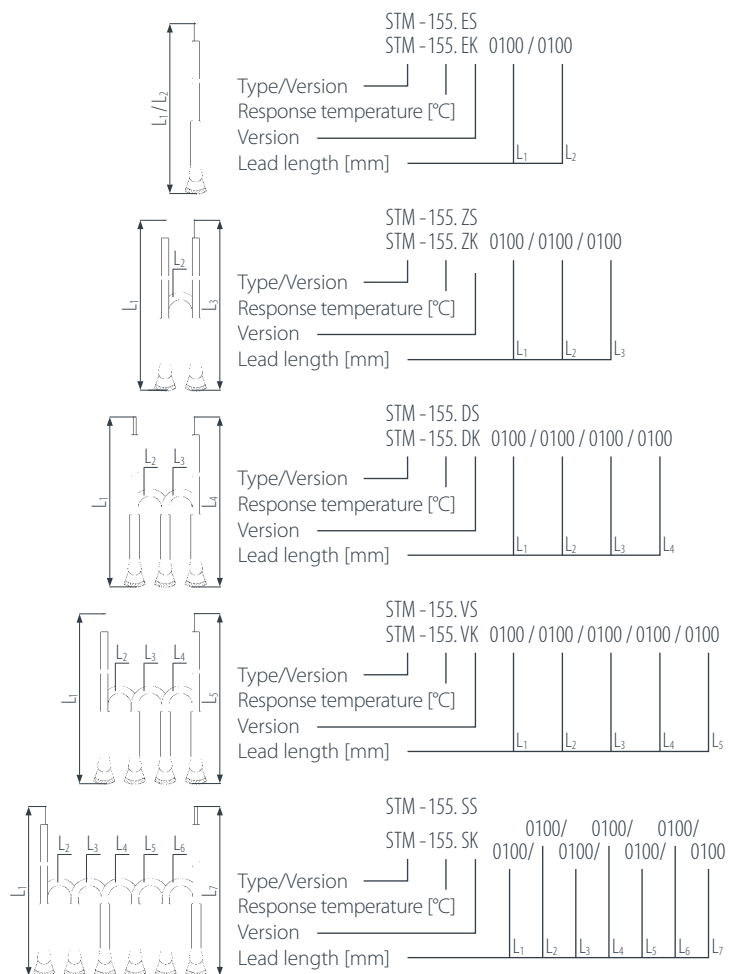 STM - 155. ES
STM - 155. EK 0100 / 0100
L1 / L2
Type/Version
Response temperature [°C]
Version
Lead length [mm]
L1 L2
STM - 155. ZS
STM - 155. ZK 0100 / 0100 / 0100
L1 L2 L3
Type/Version
Response temperature [°C]
Version
Lead length [mm]
L1 L2 L3
STM - 155. DS
STM - 155. DK 0100 / 0100 / 0100 / 0100
L1 L2 L3 L4
Type/Version
Response temperature [°C]
Version
Lead length [mm]
L1 L2 L3 L4
STM - 155. VS
STM - 155. VK 0100 / 0100 / 0100 / 0100 / 0100
L1 L2 L3 L4 L5
Type/Version
Response temperature [°C]
Version
Lead length [mm]
L1 L2 L3 L4 L5
STM - 155. SS
STM - 155. SK
0100/ 0100/ 0100/
0100/ 0100/ 0100/ 0100
L1 L2 L3 L4 L5 L6 L7
Type/Version
Response temperature [°C]
Version
Lead length [mm]
L1 L2 L3 L4 L5 L6 L7